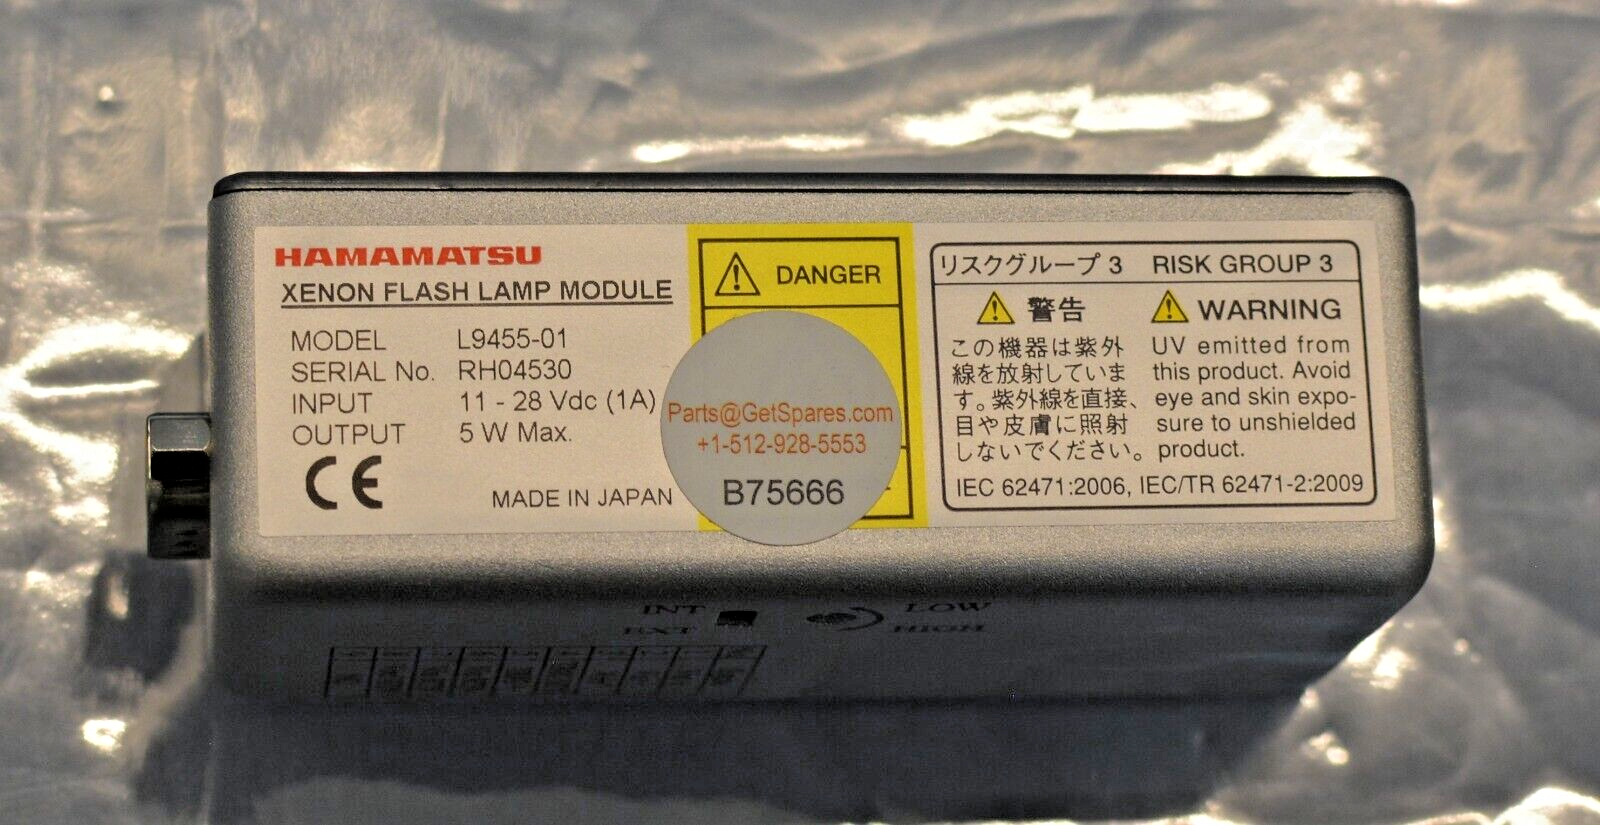 HAMAMATSU
XENON FLASH LAMP MODULE
MODEL L9455-01
SERIAL No. RH04530
INPUT 11 - 28 Vdc (1A)
OUTPUT 5 W Max.
CE
MADE IN JAPAN
DANGER
Parts@GetSpares.com
+1-512-928-5553
B75666
リスクグループ 3 RISK GROUP 3
警告
この機器は紫外
線を放射していま
す。紫外線を直接、
目や皮膚に照射
しないでください。
WARNING
UV emitted from
this product. Avoid
eye and skin expo-
sure to unshielded
product.
IEC 62471:2006, IEC/TR 62471-2:2009
INT
EXT
LOW
HIGH